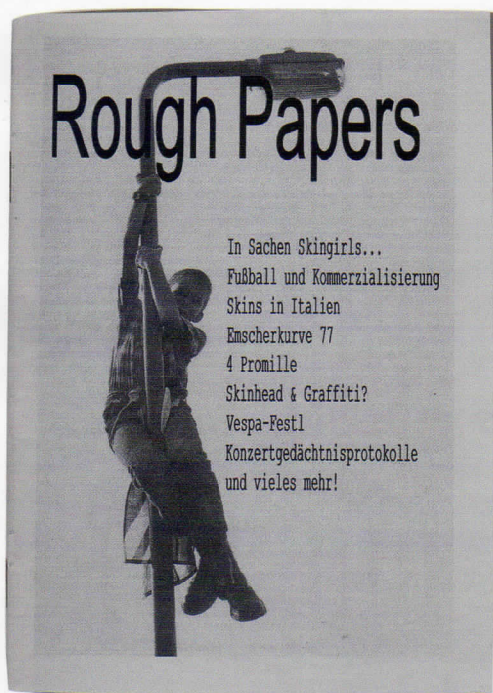 Rough Papers
In Sachen Skingirls...
Fußball und Kommerzialisierung
Skins in Italien
Emscherkurve 77
4 Promille
Skinhead & Graffiti?
Vespa-Festl
Konzertgedächtnisprotokolle
und vieles mehr!